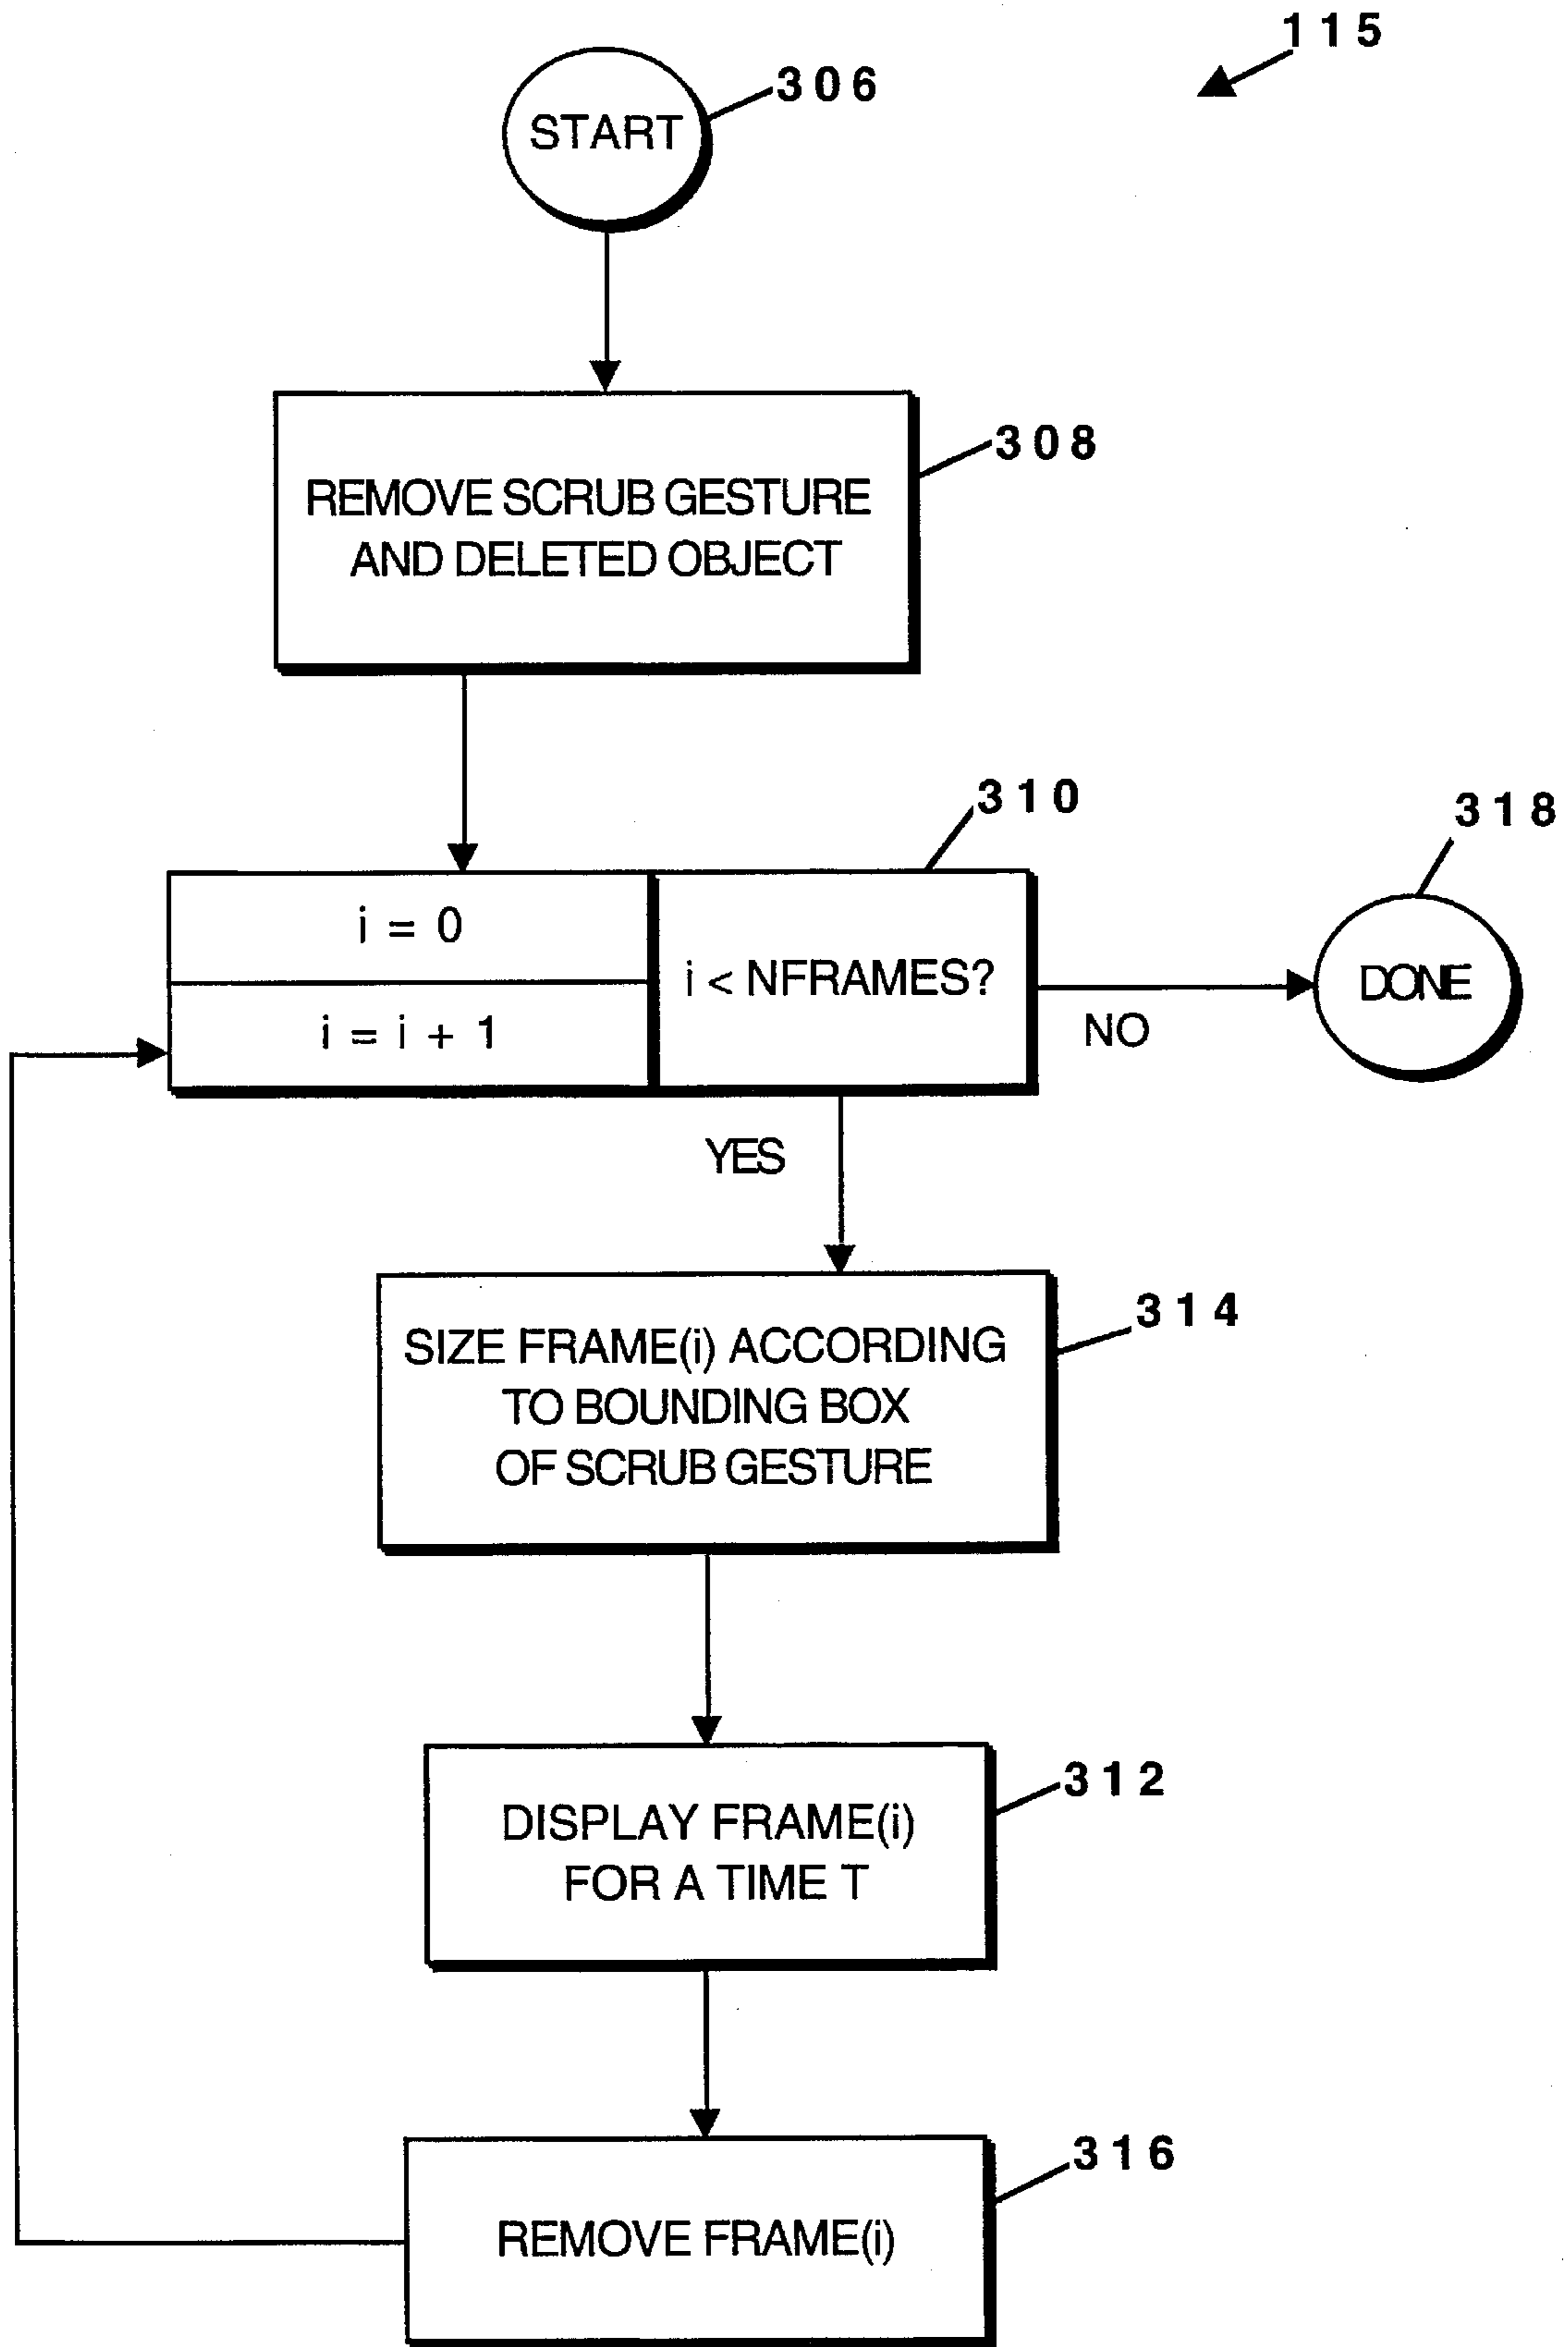 115
306
START
308
REMOVE SCRUB GESTURE
AND DELETED OBJECT
310
318
i = 0
i < NFRAMES?
DONE
i = i + 1
NO
YES
314
SIZE FRAME(i) ACCORDING
TO BOUNDING BOX
OF SCRUB GESTURE
312
DISPLAY FRAME(i)
FOR A TIME T
316
REMOVE FRAME(i)